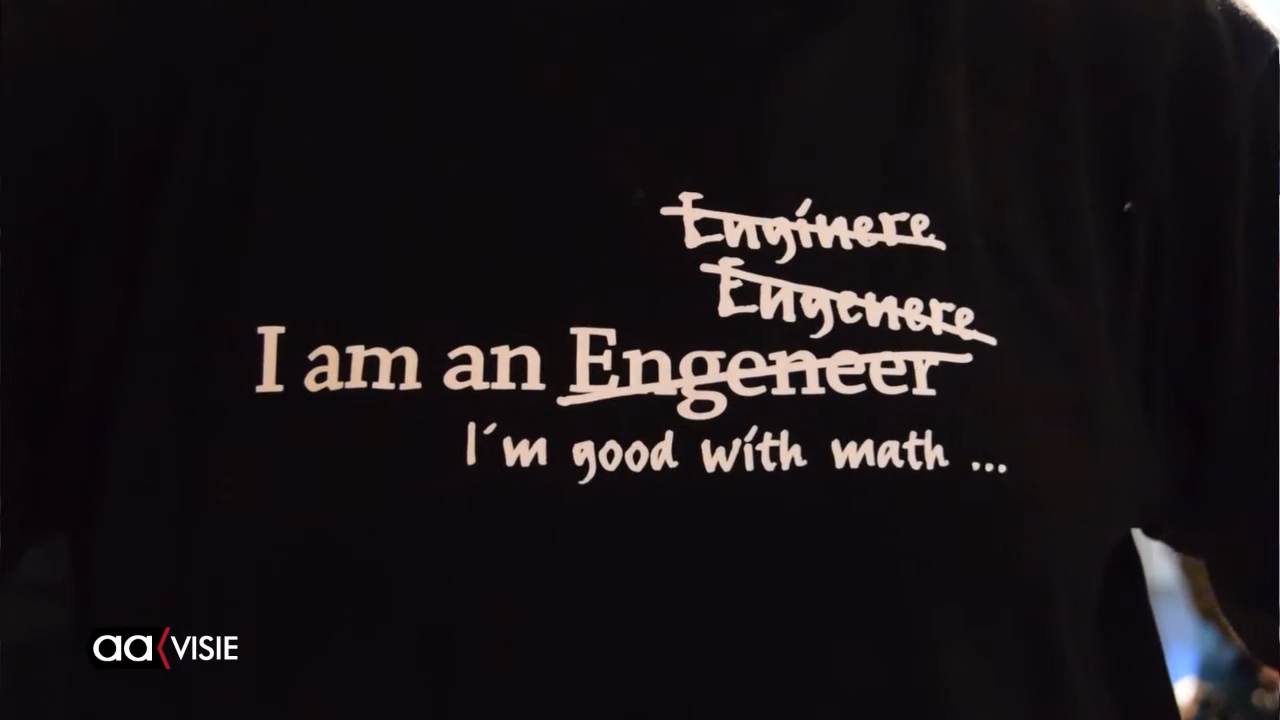 Enginere
Engenere
I am an Engeneer
I´m good with math ...
aa VISIE